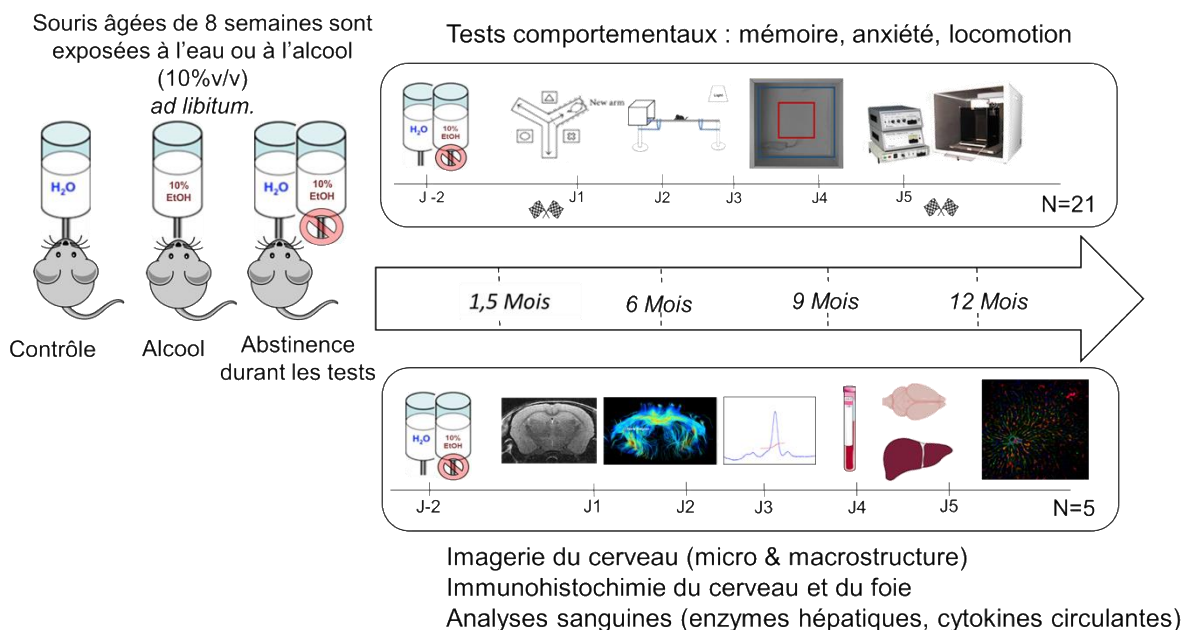 Souris âgées de 8 semaines sont
exposées à l'eau ou à l'alcool
(10%v/v)
ad libitum.
H2O
10%
EtOH
H2O
10%
EtOH
Contrôle
Alcool
Abstinence
durant les tests
Tests comportementaux : mémoire, anxiété, locomotion
H2O
10%
EtOH
New arm
Light
J -2
J1
J2
J3
J4
J5
N=21
1,5 Mois
6 Mois
9 Mois
12 Mois
H2O
10%
EtOH
J-2
J1
J2
J3
J4
J5
N=5
Imagerie du cerveau (micro & macrostructure)
Immunohistochimie du cerveau et du foie
Analyses sanguines (enzymes hépatiques, cytokines circulantes)